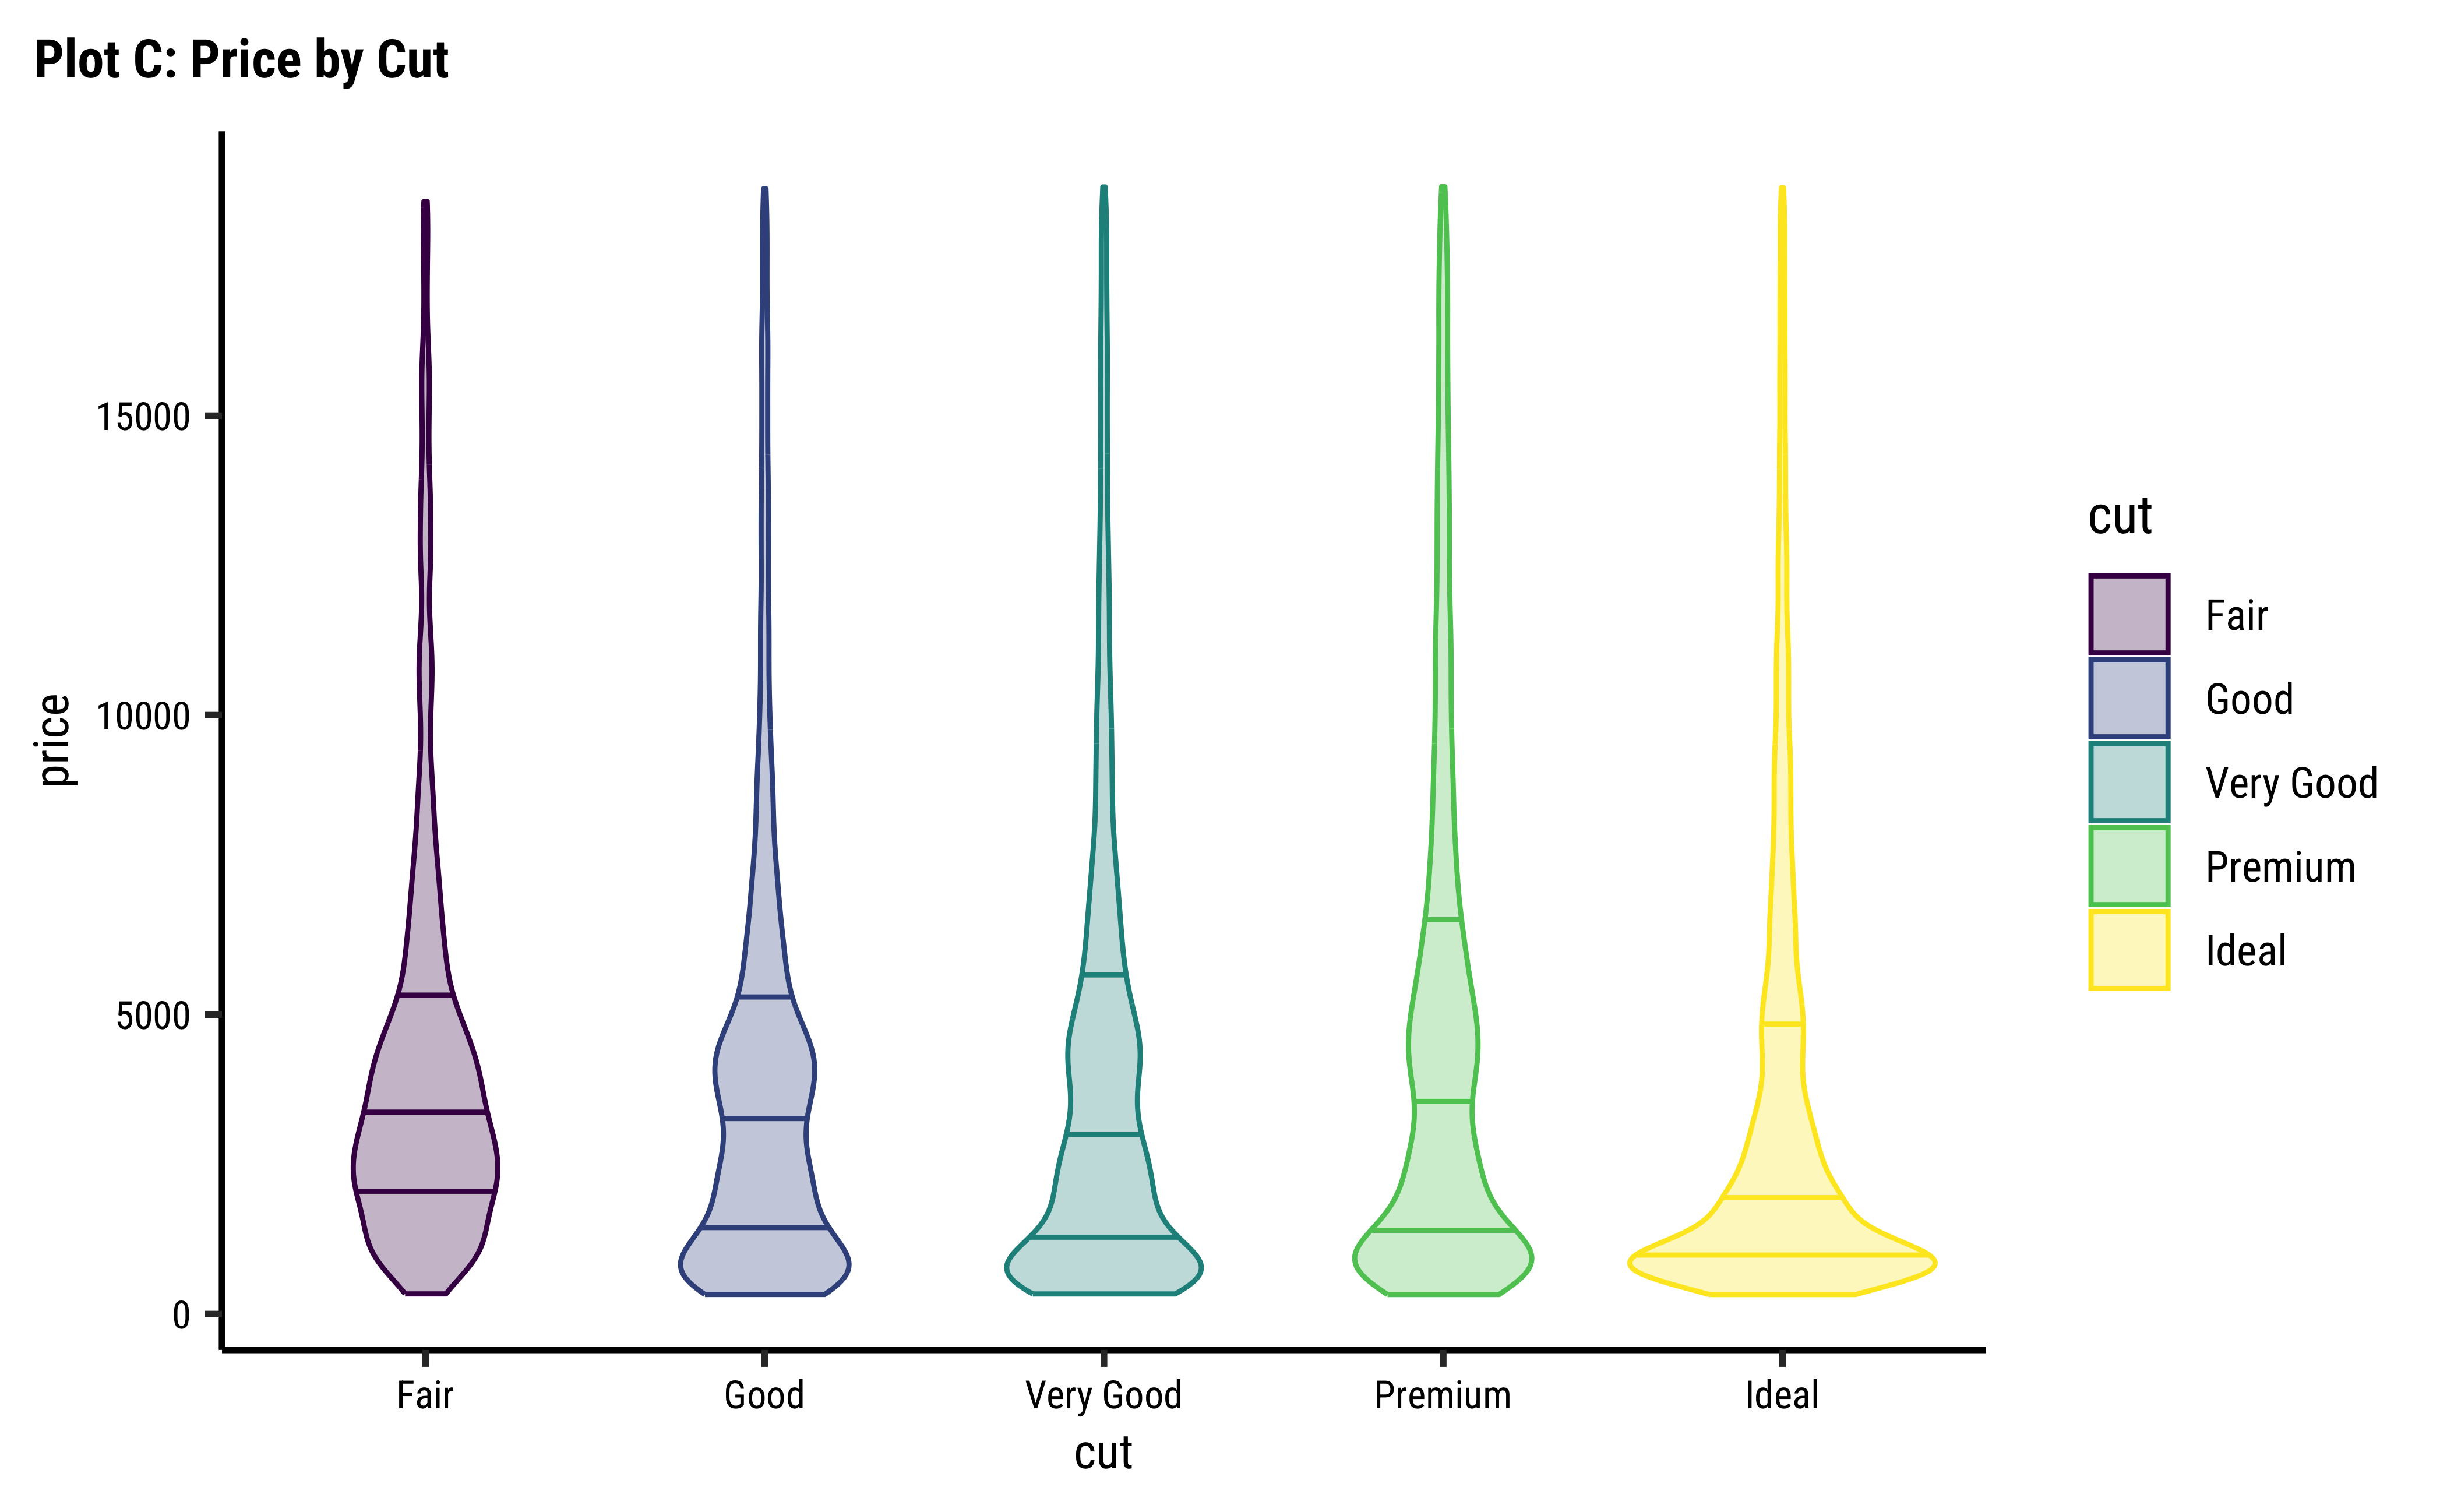 Plot C: Price by Cut
price
15000
10000
5000
0
Fair
Good
Very Good
Premium
Ideal
cut
cut
Fair
Good
Very Good
Premium
Ideal